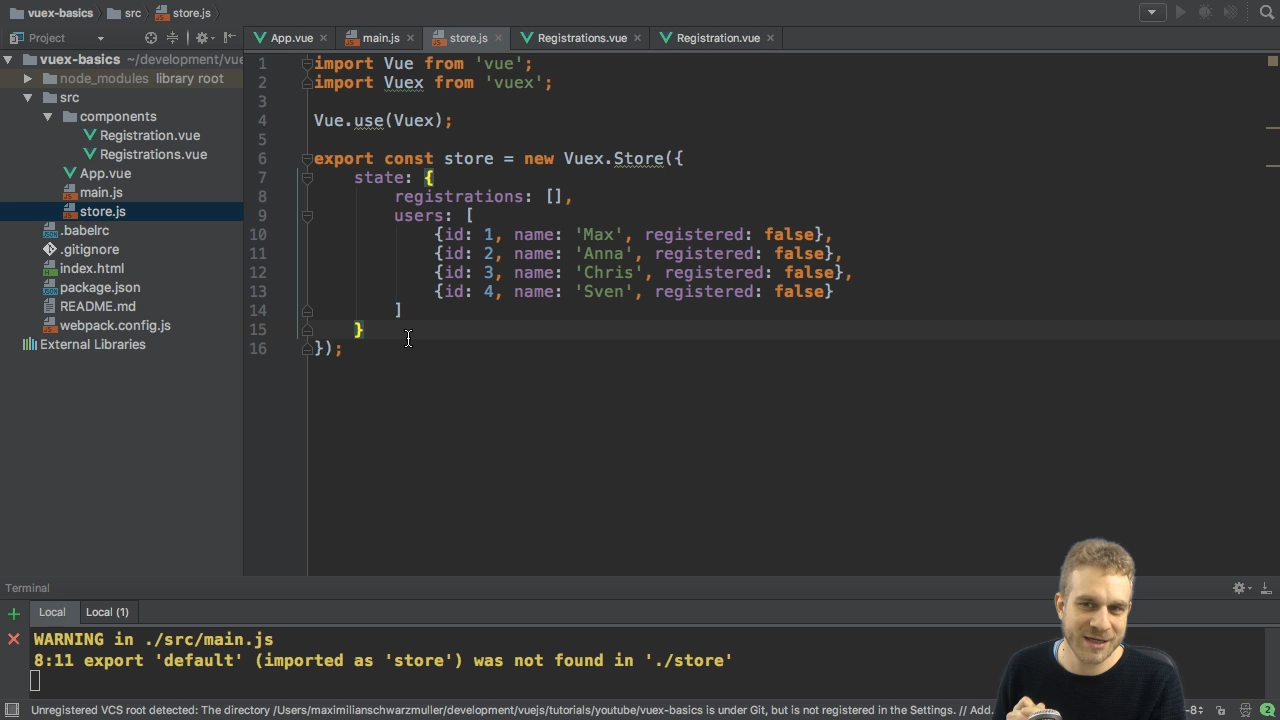 vuex-basics src store.js
Project
App.vue main.js store.js Registrations.vue Registration.vue
vuex-basics ~/development/vue
node_modules library root
src
components
Registration.vue
Registrations.vue
App.vue
main.js
store.js
.babelrc
.gitignore
index.html
package.json
README.md
webpack.config.js
External Libraries
1 import Vue from 'vue';
2 import Vuex from 'vuex';
3
4 Vue.use(Vuex);
5
6 export const store = new Vuex.Store({
7 state: {
8 registrations: [],
9 users: [
10 {id: 1, name: 'Max', registered: false},
11 {id: 2, name: 'Anna', registered: false},
12 {id: 3, name: 'Chris', registered: false},
13 {id: 4, name: 'Sven', registered: false}
14 ]
15 }
16 });
Terminal
Local Local (1)
WARNING in ./src/main.js
8:11 export 'default' (imported as 'store') was not found in './store'
Unregistered VCS root detected: The directory /Users/maximilianschwarzmuller/development/vuejs/tutorials/youtube/vuex-basics is under Git, but is not registered in the Settings. // Add. -8 2